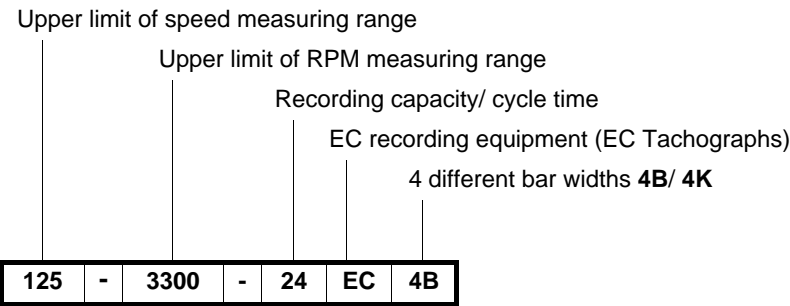 Upper limit of speed measuring range
Upper limit of RPM measuring range
Recording capacity/ cycle time
EC recording equipment (EC Tachographs)
4 different bar widths 4B/ 4K
125 - 3300 - 24 EC 4B